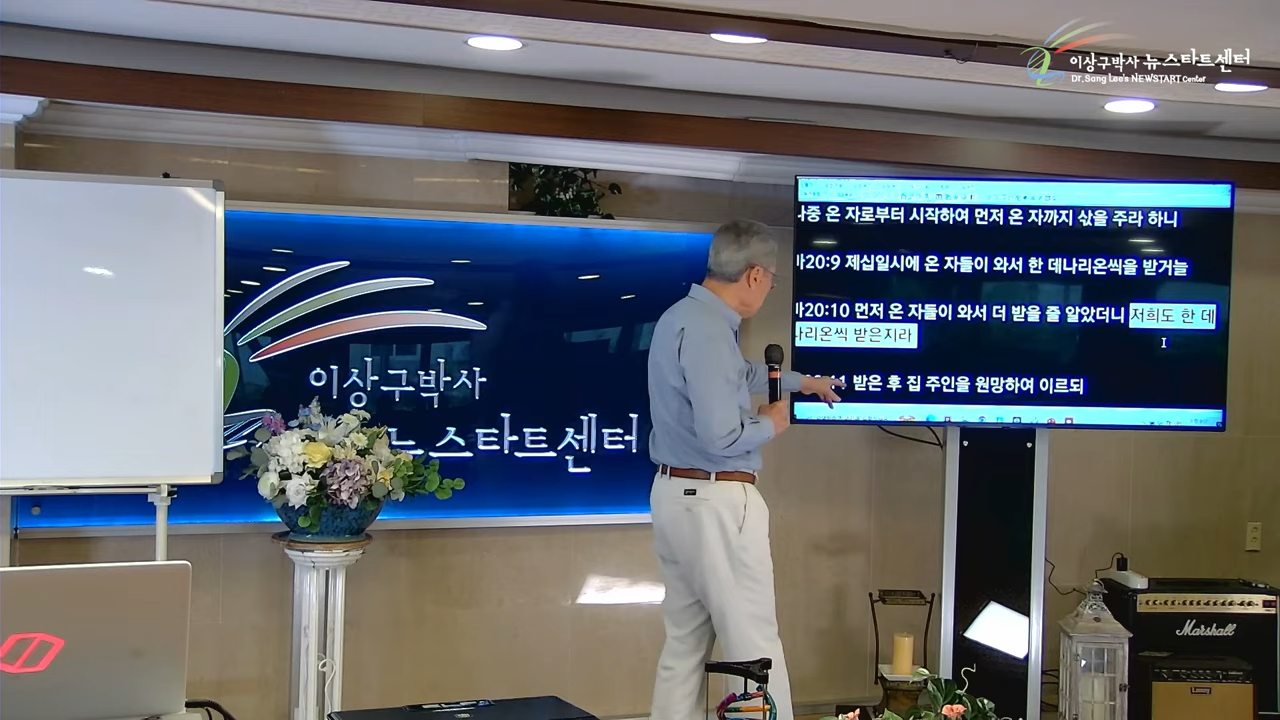 이상구박사 뉴스타트센터
Dr. Sang Lee's NEWSTART Center
나중 온 자로부터 시작하여 먼저 온 자까지 삯을 주라 하니
마20:9 제십일시에 온 자들이 와서 한 데나리온씩을 받거늘
마20:10 먼저 온 자들이 와서 더 받을 줄 알았더니 저희도 한 데
나리온씩 받은지라
받은 후 집 주인을 원망하여 이르되
이상구박사
뉴스타트센터
Marshall
Laney